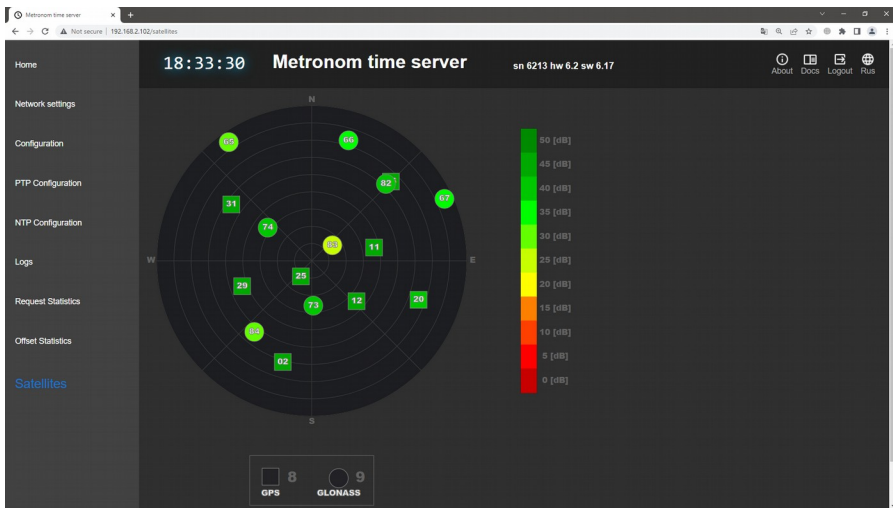 Metronom time server
Not secure 192.168.2.102/satellites
Home
Network settings
Configuration
PTP Configuration
NTP Configuration
Logs
Request Statistics
Offset Statistics
Satellites
18:33:30
Metronom time server
sn 6213 hw 6.2 sw 6.17
About
Docs
Logout
Rus
N
65
66
82
67
31
74
11
W
E
25
29
73
12
20
84
02
S
50 [dB]
45 [dB]
40 [dB]
35 [dB]
30 [dB]
25 [dB]
20 [dB]
15 [dB]
10 [dB]
5 [dB]
0 [dB]
8
9
GPS
GLONASS